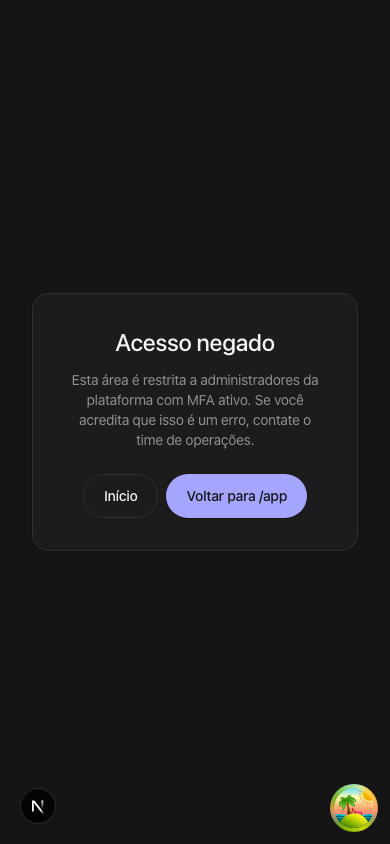 Acesso negado
Esta área é restrita a administradores da
plataforma com MFA ativo. Se você
acredita que isso é um erro, contate o
time de operações.
Início
Voltar para /app
N